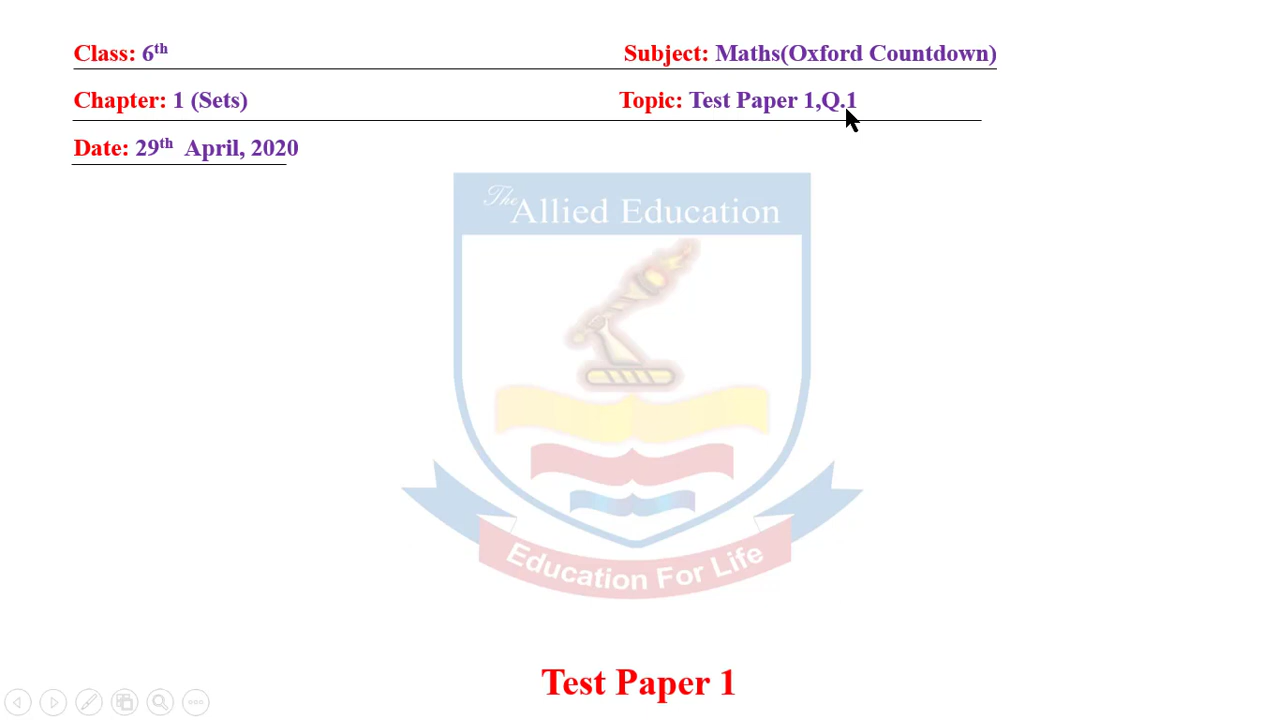 Class: 6th Subject: Maths(Oxford Countdown)
Chapter: 1 (Sets) Topic: Test Paper 1,Q.1
Date: 29th April, 2020
The Allied Education
Education For Life
Test Paper 1